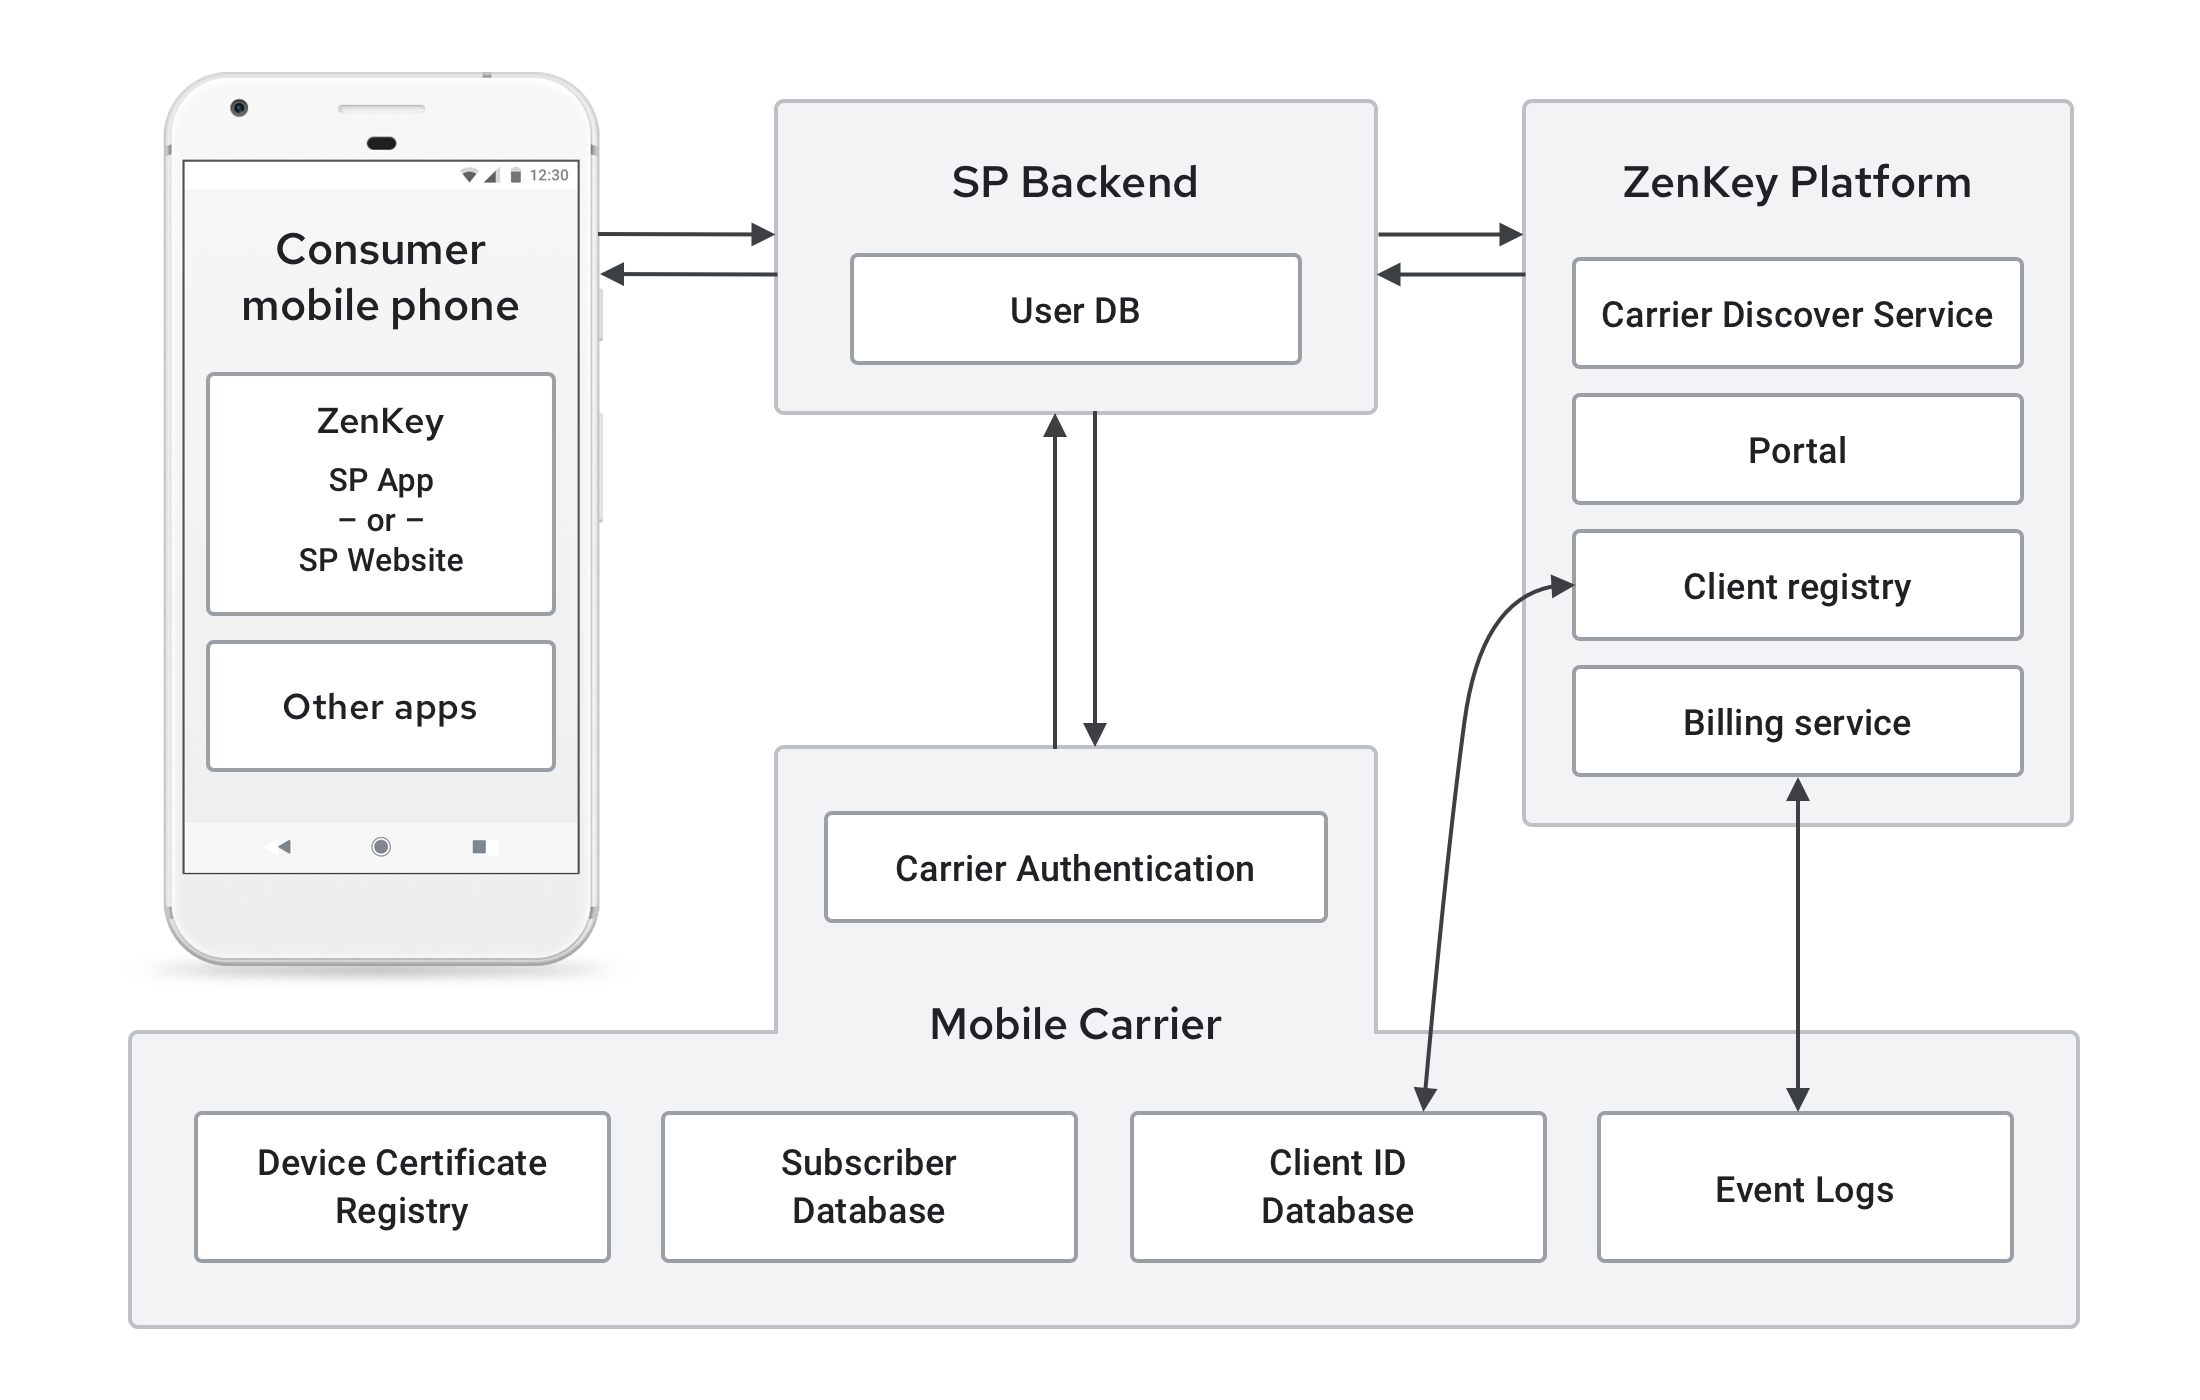 12:30
Consumer
mobile phone
ZenKey
SP App
– or –
SP Website
Other apps
SP Backend
User DB
ZenKey Platform
Carrier Discover Service
Portal
Client registry
Billing service
Carrier Authentication
Mobile Carrier
Device Certificate
Registry
Subscriber
Database
Client ID
Database
Event Logs